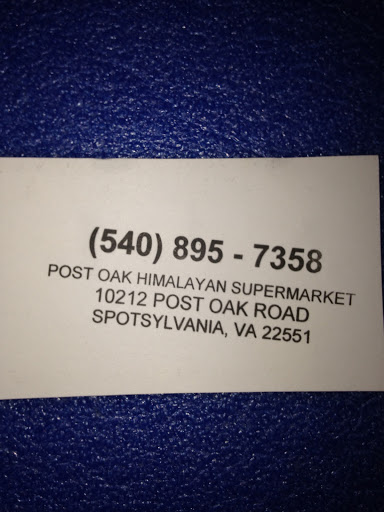 (540) 895 - 7358
POST OAK HIMALAYAN SUPERMARKET
10212 POST OAK ROAD
SPOTSYLVANIA, VA 22551